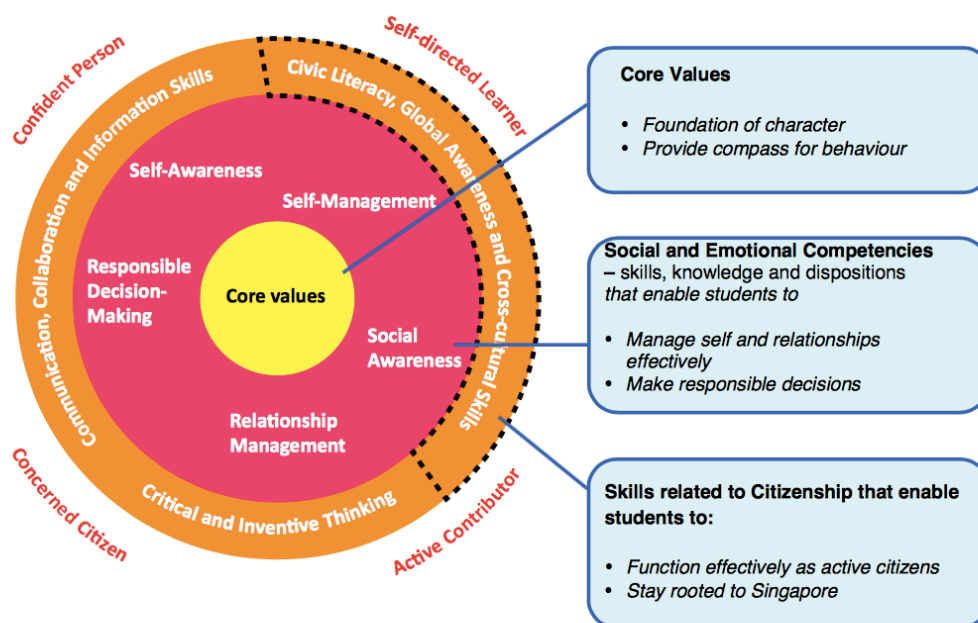 Confident Person
Self-directed Learner
Communication, Collaboration and Information Skills
Civic Literacy, Global Awareness and Cross-cultural Skills
Self-Awareness
Self-Management
Responsible
Decision-
Making
Core values
Social
Awareness
Relationship
Management
Critical and Inventive Thinking
Concerned Citizen
Active Contributor
Core Values
• Foundation of character
• Provide compass for behaviour
Social and Emotional Competencies
– skills, knowledge and dispositions
that enable students to
• Manage self and relationships
effectively
• Make responsible decisions
Skills related to Citizenship that enable
students to:
• Function effectively as active citizens
• Stay rooted to Singapore